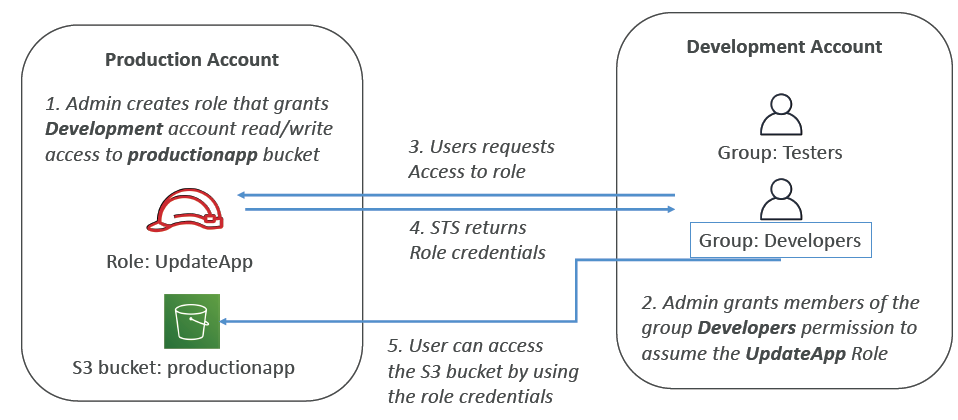 Production Account
1. Admin creates role that grants
Development account read/write
access to productionapp bucket
Role: UpdateApp
S3 bucket: productionapp
3. Users requests
Access to role
4. STS returns
Role credentials
5. User can access
the S3 bucket by using
the role credentials
Development Account
Group: Testers
Group: Developers
2. Admin grants members of the
group Developers permission to
assume the UpdateApp Role